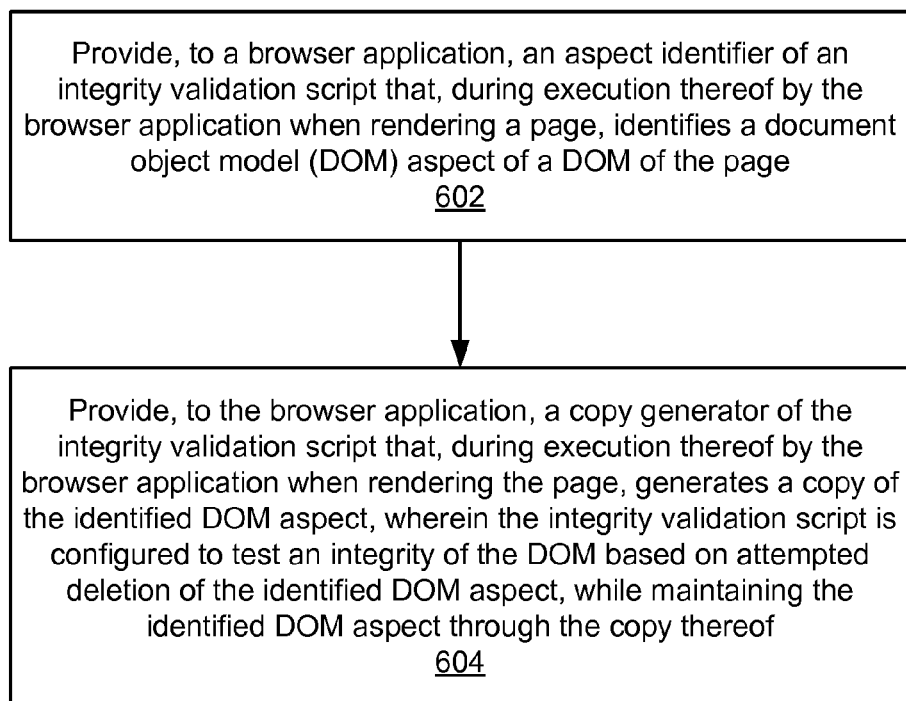 Provide, to a browser application, an aspect identifier of an
integrity validation script that, during execution thereof by the
browser application when rendering a page, identifies a document
object model (DOM) aspect of a DOM of the page
602
Provide, to the browser application, a copy generator of the
integrity validation script that, during execution thereof by the
browser application when rendering the page, generates a copy of
the identified DOM aspect, wherein the integrity validation script is
configured to test an integrity of the DOM based on attempted
deletion of the identified DOM aspect, while maintaining the
identified DOM aspect through the copy thereof
604